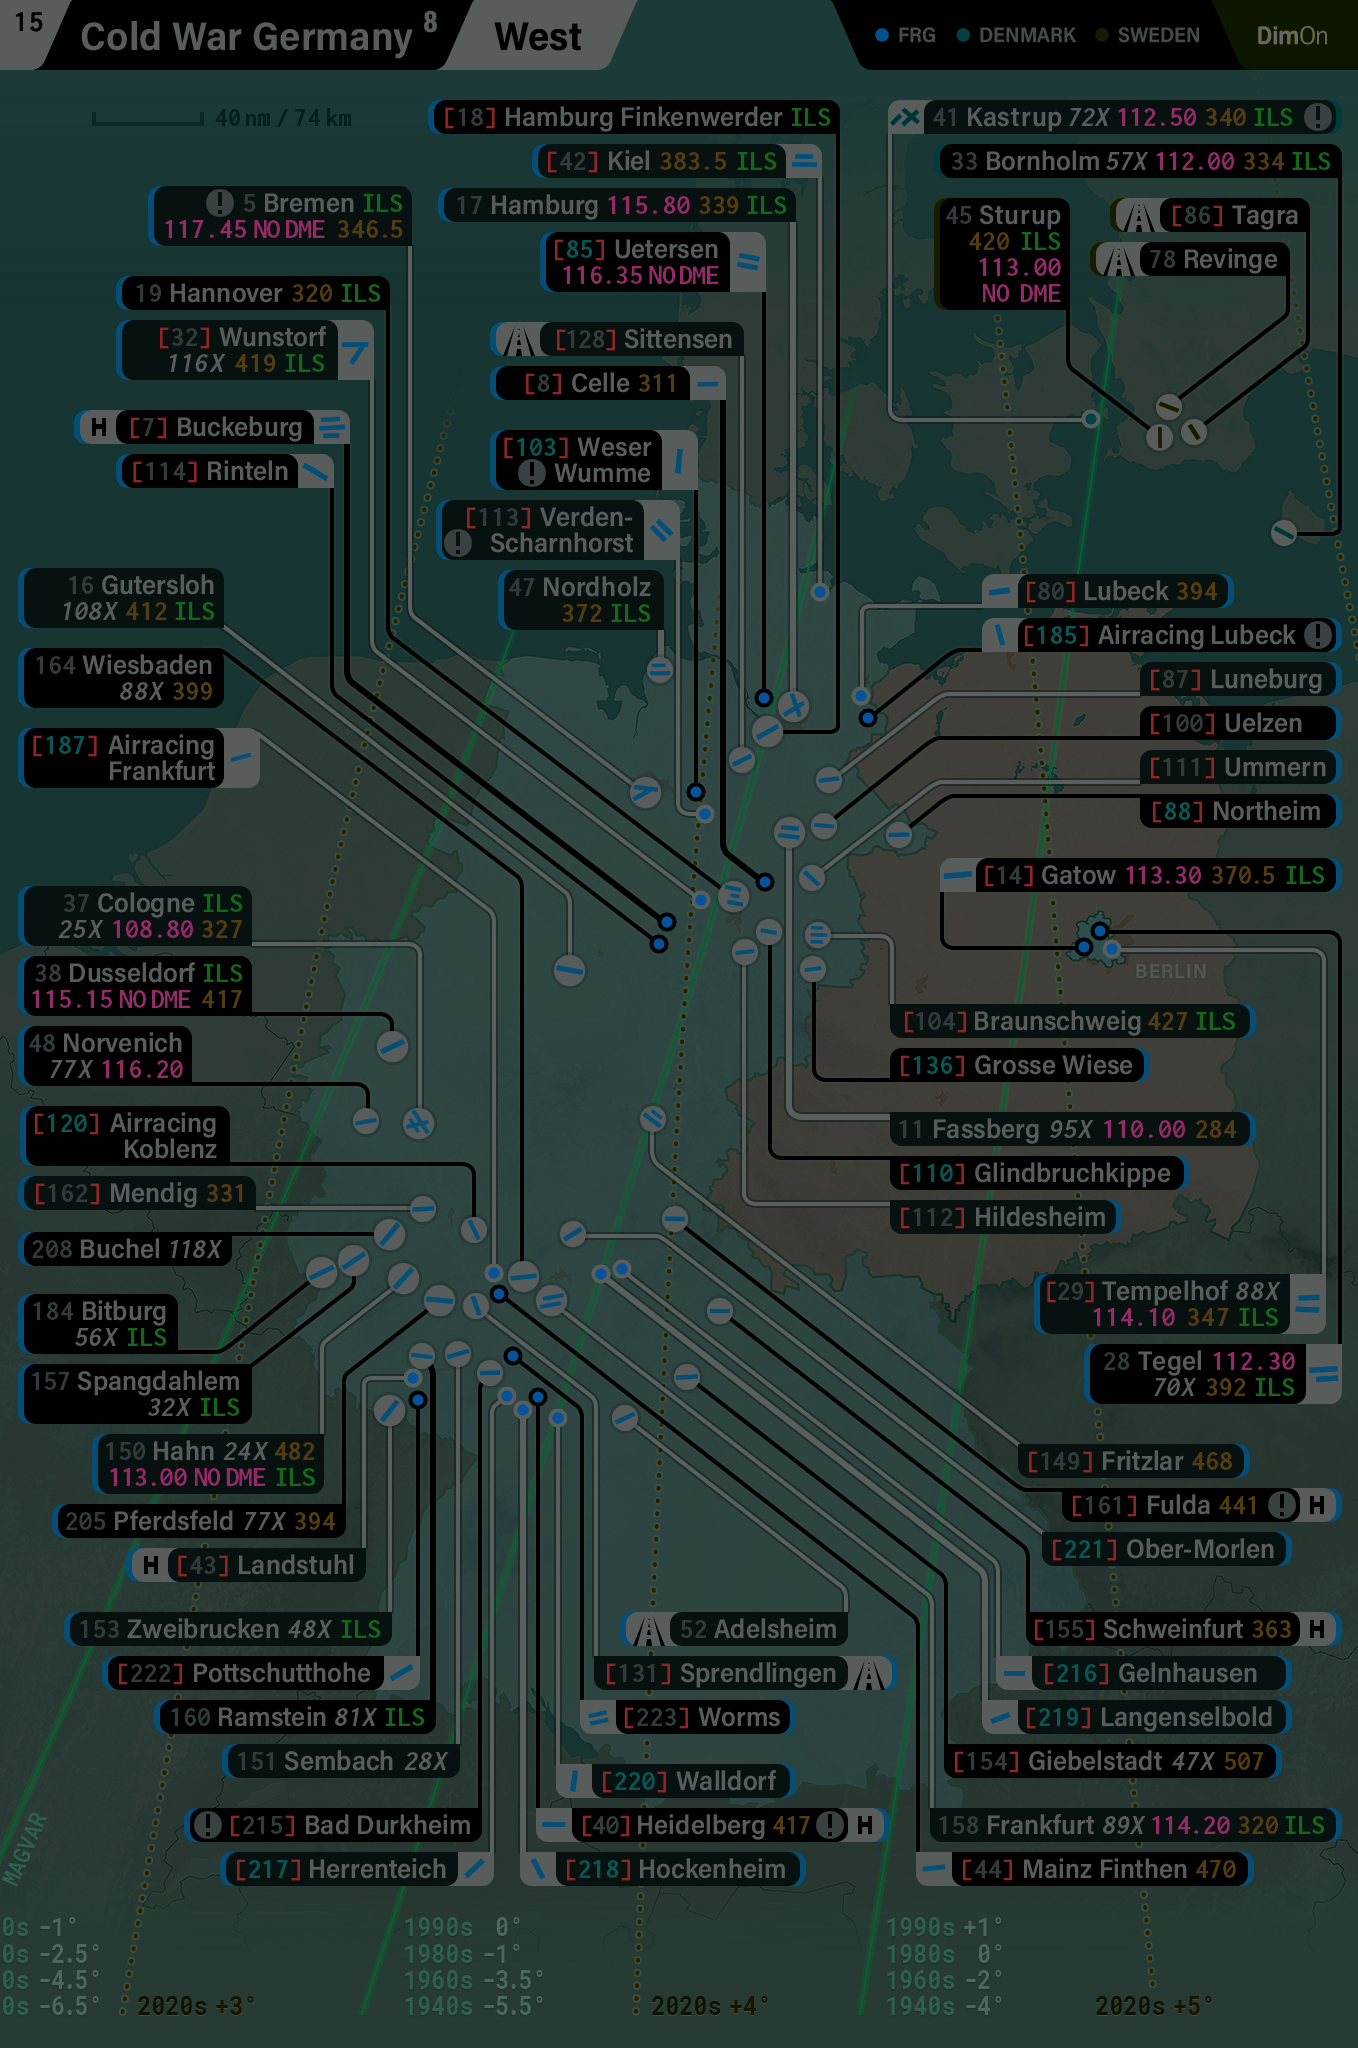 15 Cold War Germany 8 West
FRG DENMARK SWEDEN DimOn
40 nm / 74 km
[18] Hamburg Finkenwerder ILS
41 Kastrup 72X 112.50 340 ILS !
[42] Kiel 383.5 ILS
33 Bornholm 57X 112.00 334 ILS
! 5 Bremen ILS
117.45 NO DME 346.5
17 Hamburg 115.80 339 ILS
45 Sturup
420 ILS
113.00
NO DME
[86] Tagra
78 Revinge
[85] Uetersen
116.35 NO DME
19 Hannover 320 ILS
[32] Wunstorf
116X 419 ILS
[128] Sittensen
[8] Celle 311
H [7] Buckeburg
[114] Rinteln
[103] Weser
! Wumme
[113] Verden-
! Scharnhorst
47 Nordholz
372 ILS
16 Gutersloh
108X 412 ILS
164 Wiesbaden
88X 399
[187] Airracing
Frankfurt
[80] Lubeck 394
[185] Airracing Lubeck !
[87] Luneburg
[100] Uelzen
[111] Ummern
[88] Northeim
[14] Gatow 113.30 370.5 ILS
BERLIN
37 Cologne ILS
25X 108.80 327
38 Dusseldorf ILS
115.15 NO DME 417
48 Norvenich
77X 116.20
[120] Airracing
Koblenz
[162] Mendig 331
208 Buchel 118X
184 Bitburg
56X ILS
157 Spangdahlem
32X ILS
150 Hahn 24X 482
113.00 NO DME ILS
205 Pferdsfeld 77X 394
H [43] Landstuhl
153 Zweibrucken 48X ILS
[222] Pottschutthohe
160 Ramstein 81X ILS
151 Sembach 28X
! [215] Bad Durkheim
[217] Herrenteich
[104] Braunschweig 427 ILS
[136] Grosse Wiese
11 Fassberg 95X 110.00 284
[110] Glindbruchkippe
[112] Hildesheim
[29] Tempelhof 88X
114.10 347 ILS
28 Tegel 112.30
70X 392 ILS
[149] Fritzlar 468
[161] Fulda 441 ! H
[221] Ober-Morlen
[155] Schweinfurt 363 H
[216] Gelnhausen
[219] Langenselbold
[154] Giebelstadt 47X 507
158 Frankfurt 89X 114.20 320 ILS
[44] Mainz Finthen 470
52 Adelsheim
[131] Sprendlingen
[223] Worms
[220] Walldorf
[40] Heidelberg 417 ! H
[218] Hockenheim
MAGVAR
0s -1°
0s -2.5°
0s -4.5°
0s -6.5°
2020s +3°
1990s 0°
1980s -1°
1960s -3.5°
1940s -5.5°
2020s +4°
1990s +1°
1980s 0°
1960s -2°
1940s -4°
2020s +5°